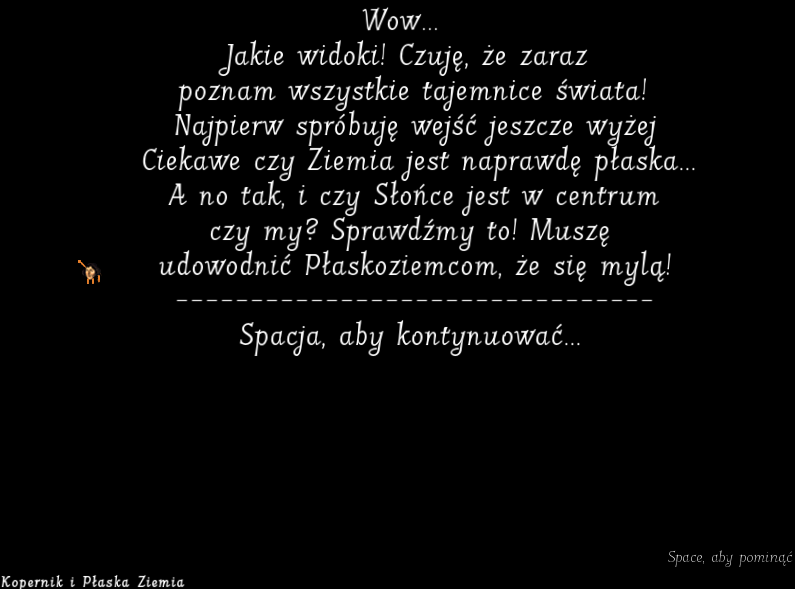 Wow...
Jakie widoki! Czuję, że zaraz
poznam wszystkie tajemnice świata!
Najpierw spróbuję wejść jeszcze wyżej
Ciekawe czy Ziemia jest naprawdę płaska...
A no tak, i czy Słońce jest w centrum
czy my? Sprawdźmy to! Muszę
udowodnić Płaskoziemcom, że się mylą!
--------------------------------
Spacja, aby kontynuować...
Space, aby pominąć
Kopernik i Płaska Ziemia